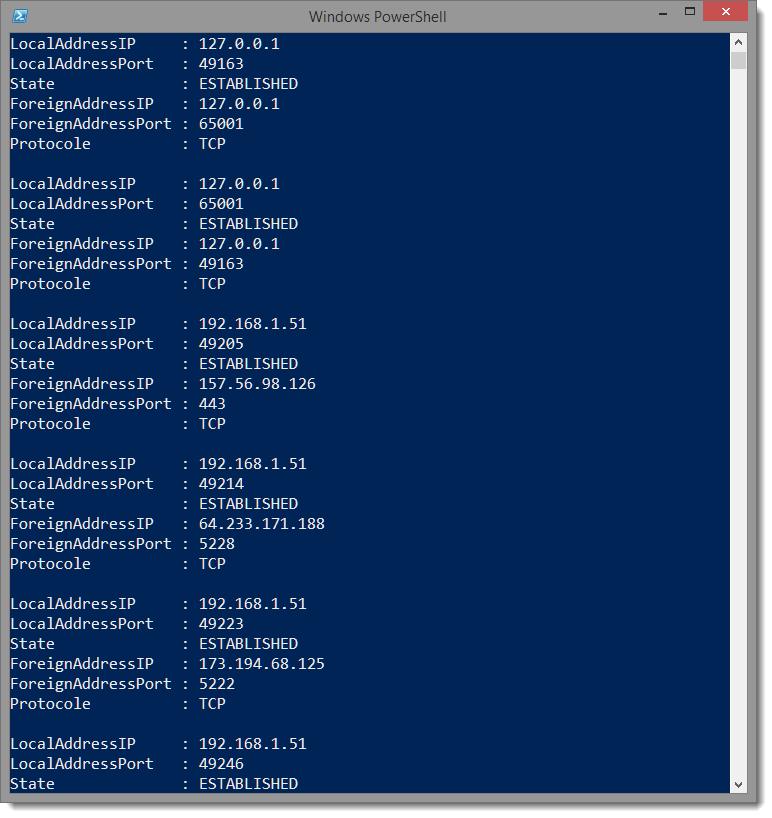 Windows PowerShell
LocalAddressIP     : 127.0.0.1
LocalAddressPort   : 49163
State              : ESTABLISHED
ForeignAddressIP   : 127.0.0.1
ForeignAddressPort : 65001
Protocole          : TCP
LocalAddressIP     : 127.0.0.1
LocalAddressPort   : 65001
State              : ESTABLISHED
ForeignAddressIP   : 127.0.0.1
ForeignAddressPort : 49163
Protocole          : TCP
LocalAddressIP     : 192.168.1.51
LocalAddressPort   : 49205
State              : ESTABLISHED
ForeignAddressIP   : 157.56.98.126
ForeignAddressPort : 443
Protocole          : TCP
LocalAddressIP     : 192.168.1.51
LocalAddressPort   : 49214
State              : ESTABLISHED
ForeignAddressIP   : 64.233.171.188
ForeignAddressPort : 5228
Protocole          : TCP
LocalAddressIP     : 192.168.1.51
LocalAddressPort   : 49223
State              : ESTABLISHED
ForeignAddressIP   : 173.194.68.125
ForeignAddressPort : 5222
Protocole          : TCP
LocalAddressIP     : 192.168.1.51
LocalAddressPort   : 49246
State              : ESTABLISHED